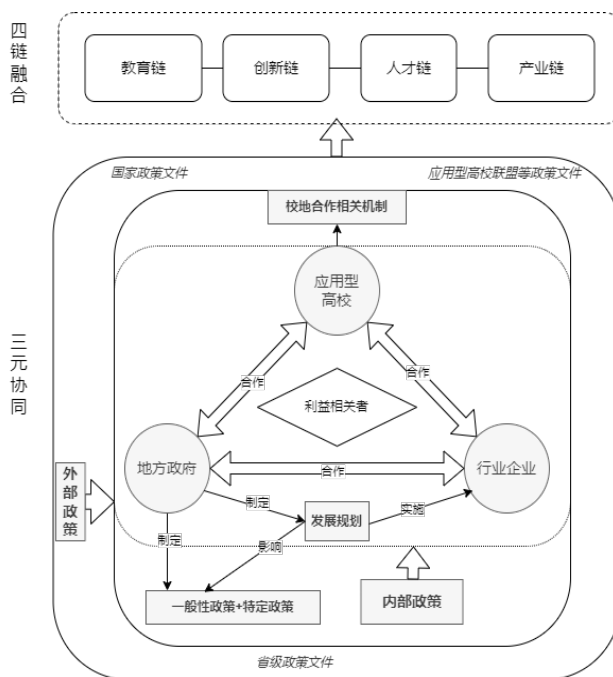 四链融合
教育链
创新链
人才链
产业链
国家政策文件
应用型高校联盟等政策文件
校地合作相关机制
应用型
高校
三元协同
合作
合作
利益相关者
地方政府
合作
行业企业
外部政策
制定
发展规划
实施
制定
影响
一般性政策+特定政策
内部政策
省级政策文件